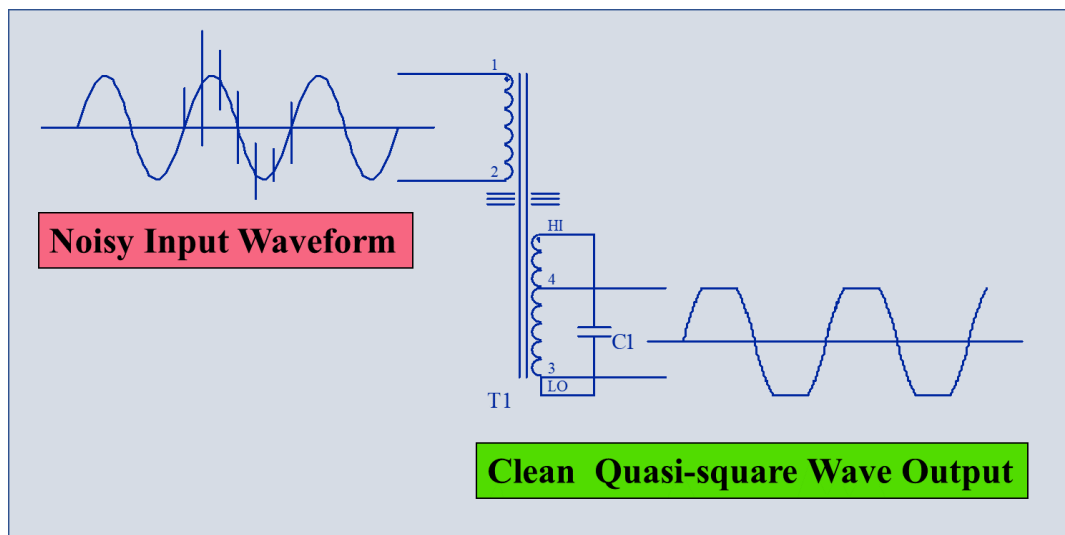 1
2
Noisy Input Waveform
HI
4
C1
3
LO
T1
Clean  Quasi-square Wave Output